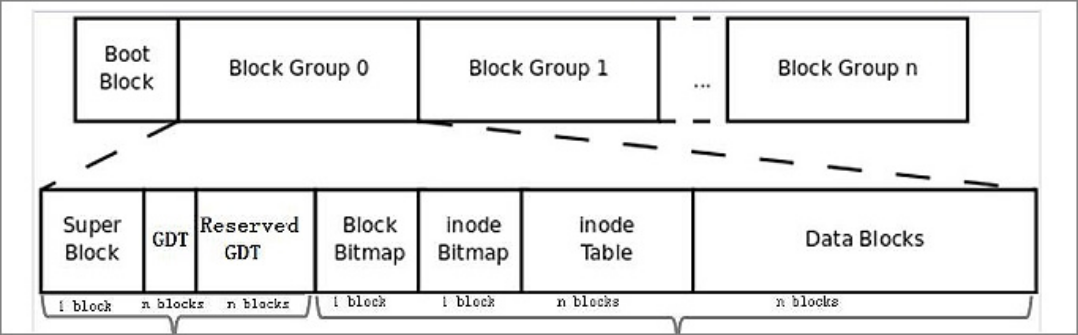 Boot
Block
Block Group 0
Block Group 1
...
Block Group n
Super
Block
GDT
Reserved
GDT
Block
Bitmap
inode
Bitmap
inode
Table
Data Blocks
1 block
n blocks
n blocks
1 block
1 block
n blocks
n blocks